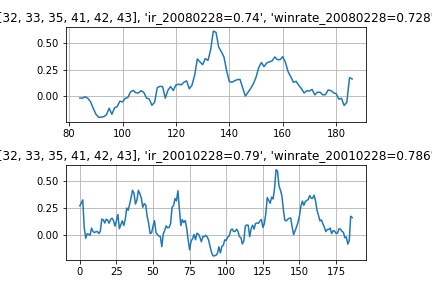 [32, 33, 35, 41, 42, 43], 'ir_20080228=0.74', 'winrate_20080228=0.728'
0.50
0.25
0.00
80 100 120 140 160 180
[32, 33, 35, 41, 42, 43], 'ir_20010228=0.79', 'winrate_20010228=0.786'
0.50
0.25
0.00
0 25 50 75 100 125 150 175